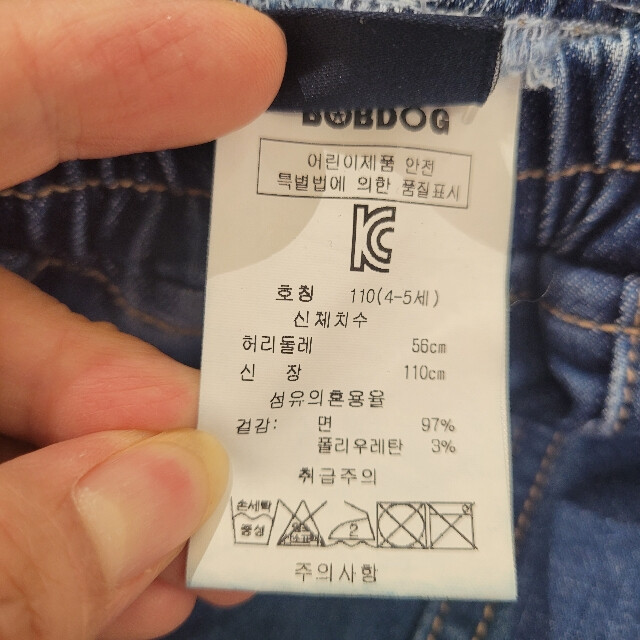 BOBDOG
어린이제품 안전
특별법에 의한 품질표시
KC
호칭 110(4-5세)
신체치수
허리둘레 56cm
신 장 110cm
섬유의혼용율
겉감: 면 97%
폴리우레탄 3%
취급주의
손세탁
중성
2
주의사항